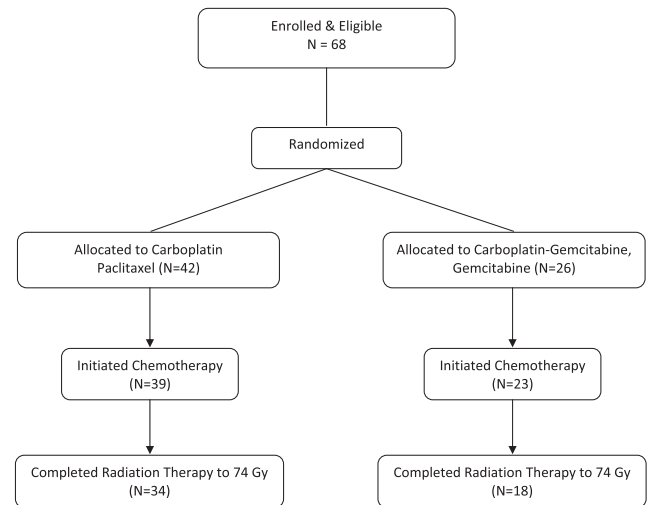 Enrolled & Eligible
N = 68
Randomized
Allocated to Carboplatin
Paclitaxel (N=42)
Allocated to Carboplatin-Gemcitabine,
Gemcitabine (N=26)
Initiated Chemotherapy
(N=39)
Initiated Chemotherapy
(N=23)
Completed Radiation Therapy to 74 Gy
(N=34)
Completed Radiation Therapy to 74 Gy
(N=18)